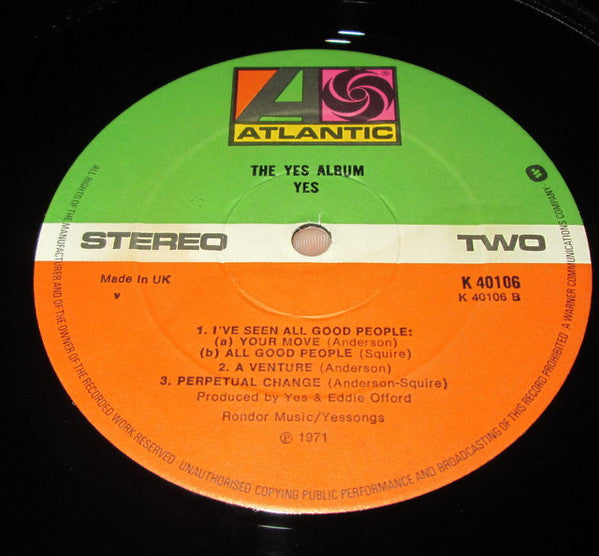 ATLANTIC
®
THE YES ALBUM
YES
STEREO TWO
Made In UK
v
K 40106
K 40106 B
1. I'VE SEEN ALL GOOD PEOPLE:
(a) YOUR MOVE (Anderson)
(b) ALL GOOD PEOPLE (Squire)
2. A VENTURE (Anderson)
3. PERPETUAL CHANGE (Anderson-Squire)
Produced by Yes & Eddie Offord
Rondor Music/Yessongs
℗ 1971
ALL RIGHTS OF THE MANUFACTURER AND OF THE OWNER OF THE RECORDED WORK RESERVED · UNAUTHORISED COPYING PUBLIC PERFORMANCE AND BROADCASTING OF THIS RECORD PROHIBITED · A WARNER COMMUNICATIONS COMPANY